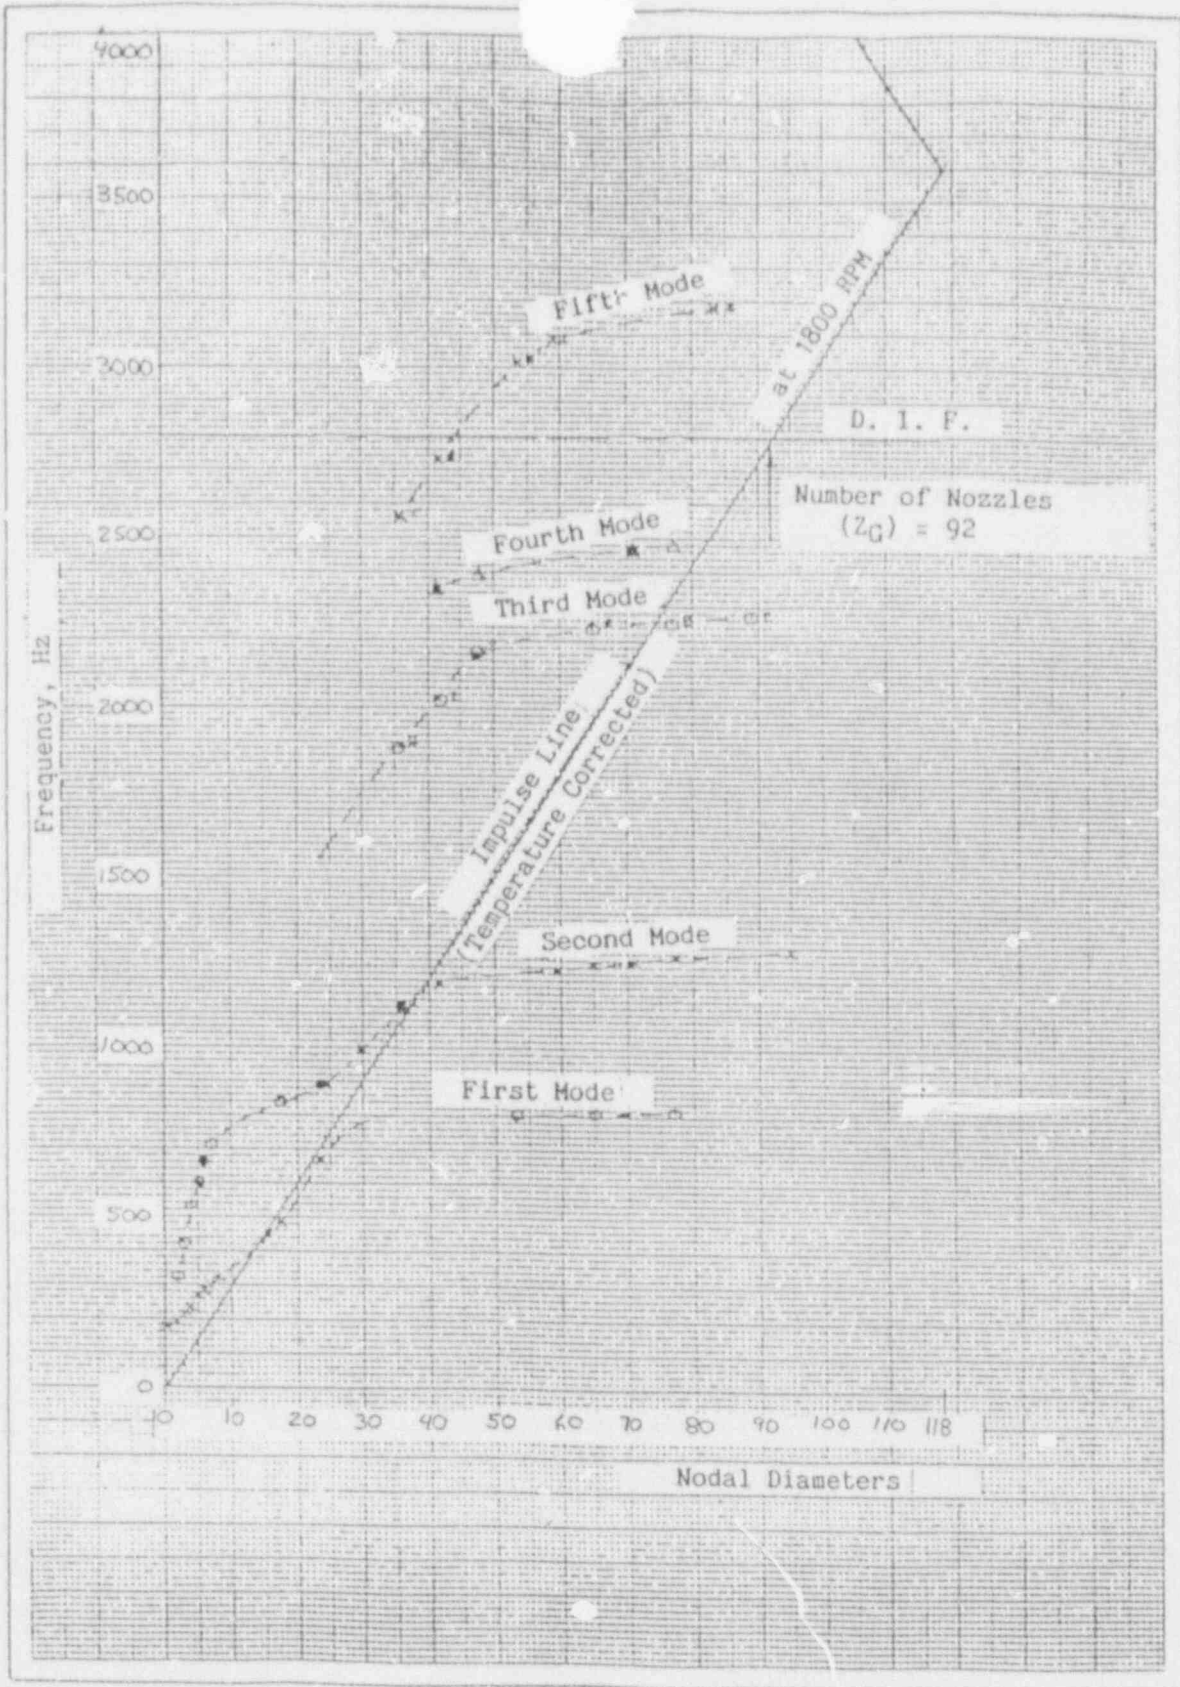 4000
3500
3000
2500
2000
1500
1000
500
0
Frequency, Hz
Fiftr Mode
at 1800 RPM
D. I. F.
Number of Nozzles
(ZG) = 92
Fourth Mode
Third Mode
Impulse Line
(Temperature Corrected)
Second Mode
First Mode
0 10 20 30 40 50 60 70 80 90 100 110 118
Nodal Diameters